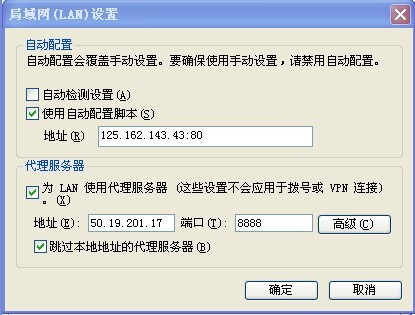 局域网(LAN)设置
自动配置
自动配置会覆盖手动设置。要确保使用手动设置，请禁用自动配置。
自动检测设置(A)
使用自动配置脚本(S)
地址(R) 125.162.143.43:80
代理服务器
为 LAN 使用代理服务器 (这些设置不会应用于拨号或 VPN 连接)
。(X)
地址(E): 50.19.201.17 端口(T): 8888 高级(C)
跳过本地地址的代理服务器(B)
确定 取消